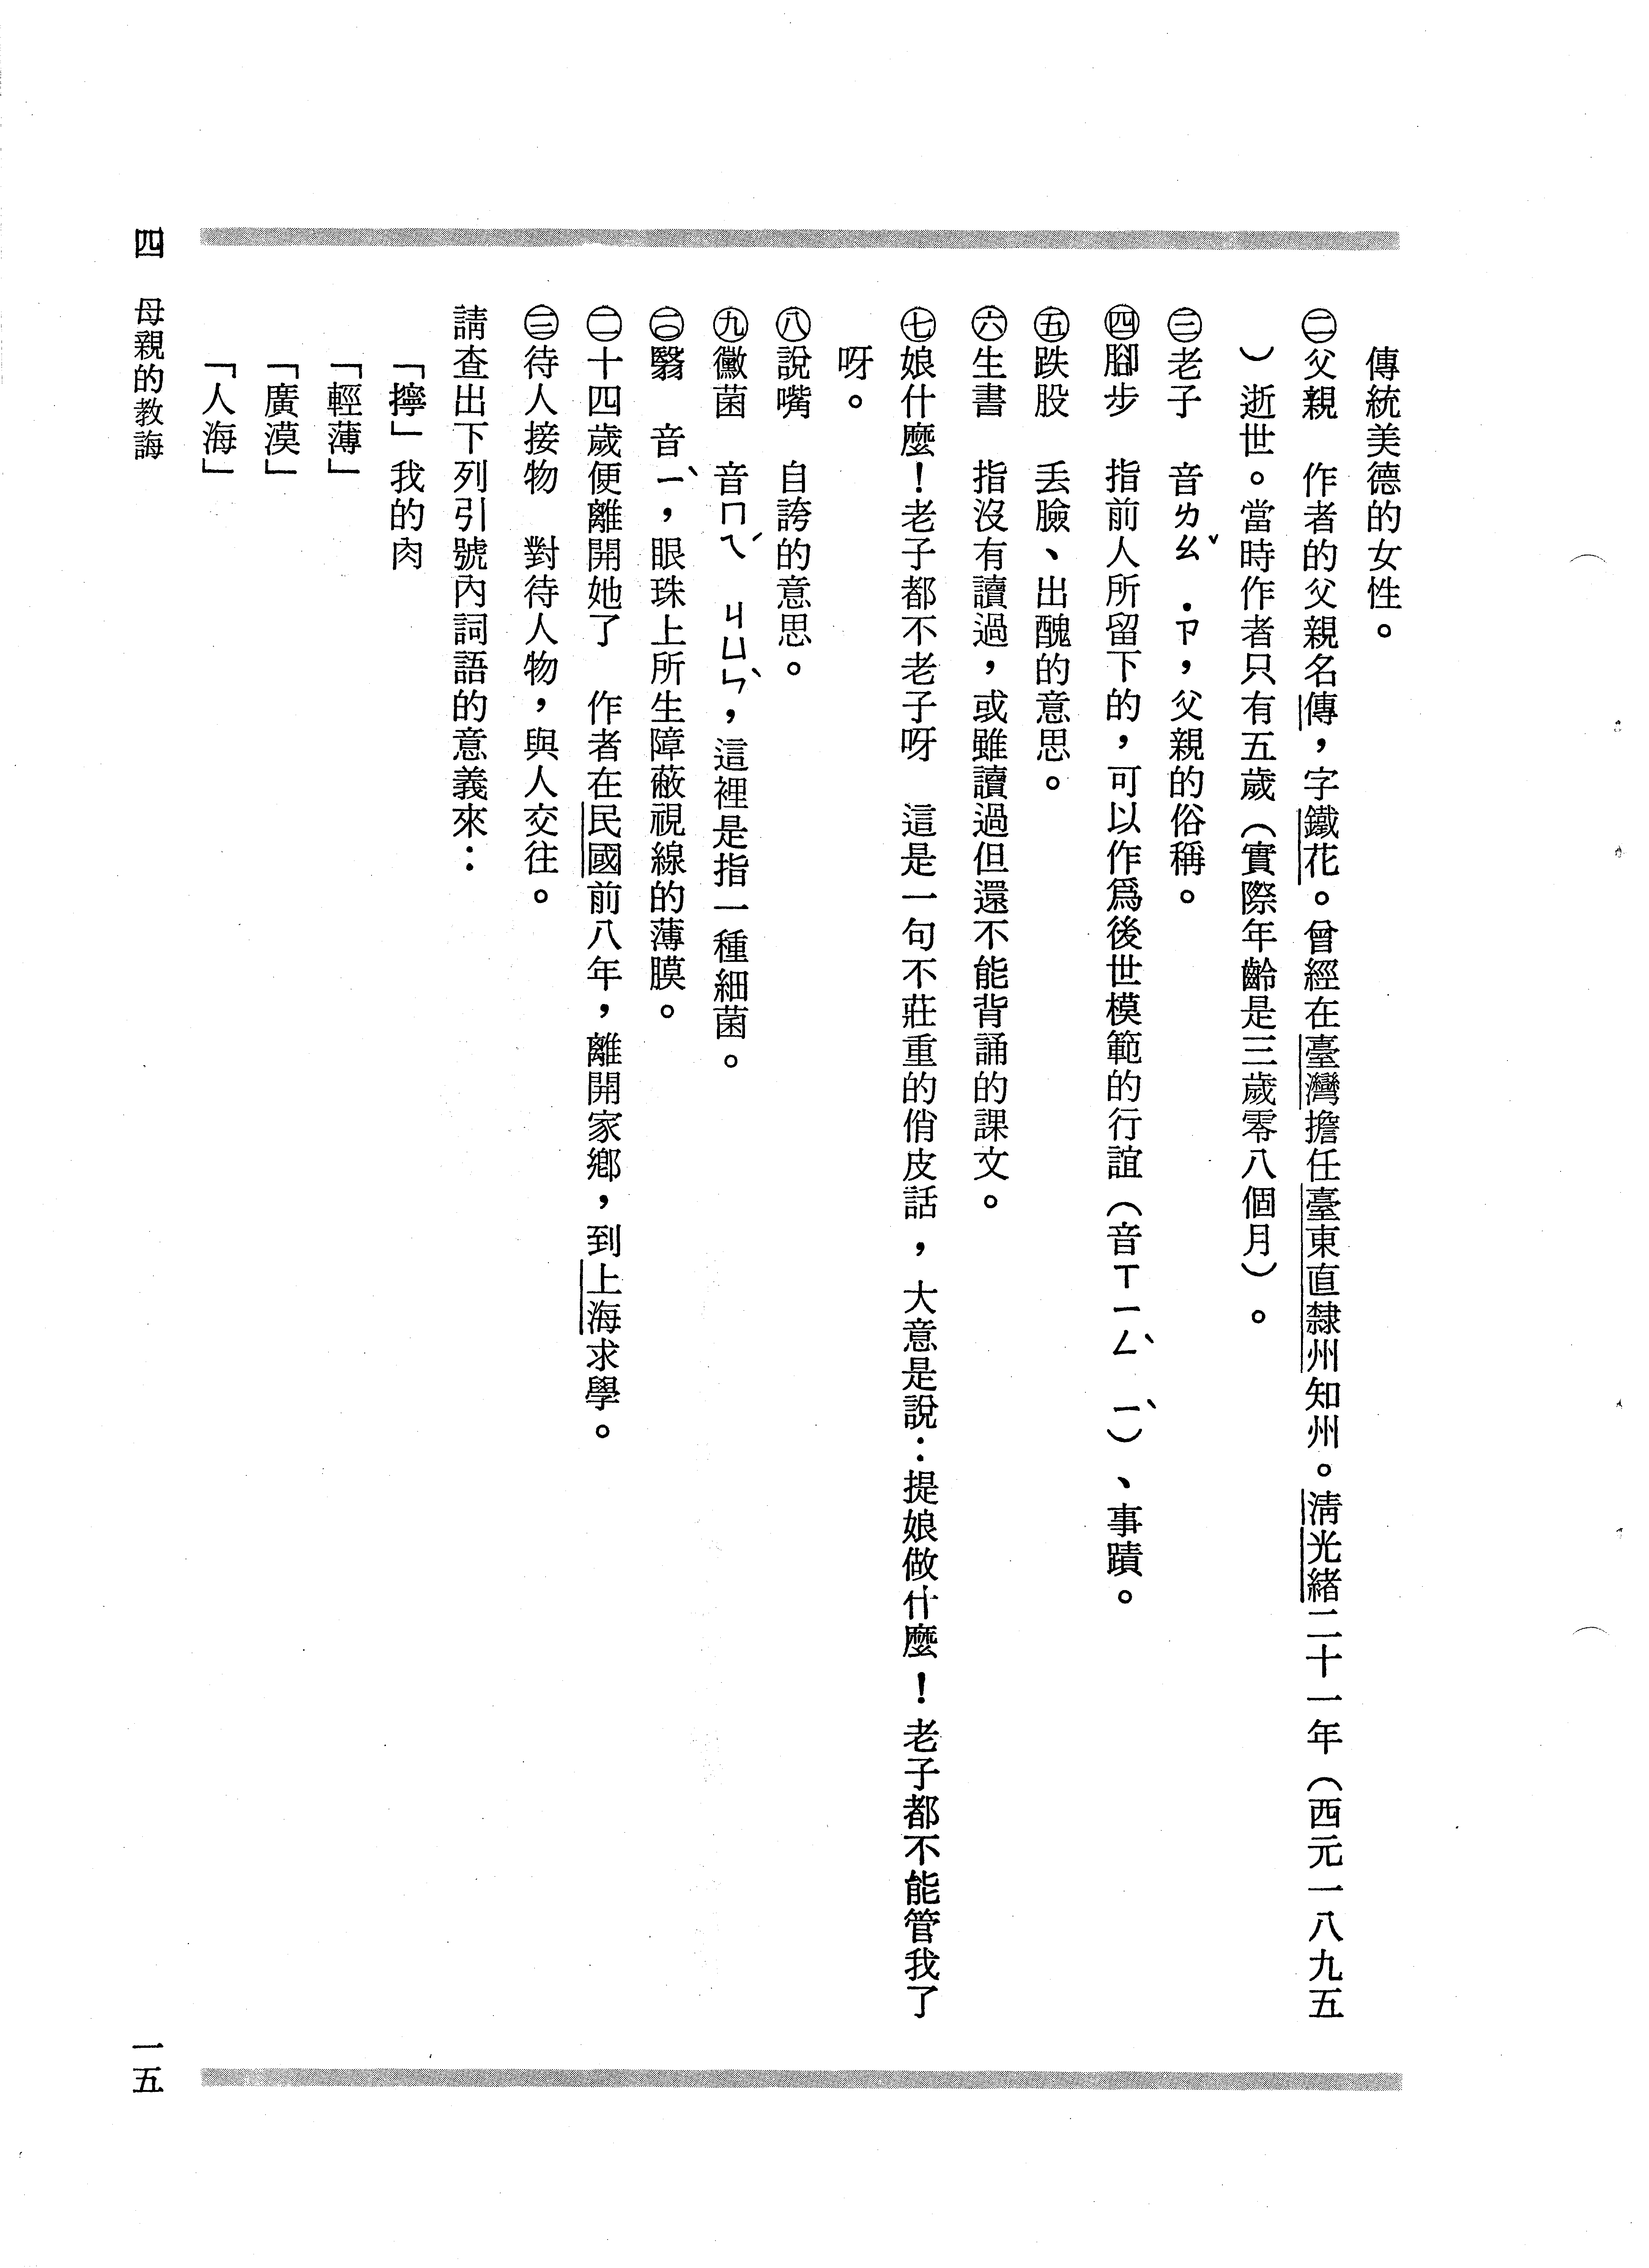 傳統美德的女性。
㊁父親　作者的父親名傳，字鐵花。曾經在臺灣擔任臺東直隸州知州。清光緒二十一年（西元一八九五
）逝世。當時作者只有五歲（實際年齡是三歲零八個月）。
㊂老子　音ㄌㄠˇ ˙ㄗ，父親的俗稱。
㊃腳步　指前人所留下的，可以作爲後世模範的行誼（音ㄒㄧㄥˋ ㄧˋ）、事蹟。
㊄跌股　丢臉、出醜的意思。
㊅生書　指沒有讀過，或雖讀過但還不能背誦的課文。
㊆娘什麼！老子都不老子呀　這是一句不莊重的俏皮話，大意是說：提娘做什麼！老子都不能管我了
呀。
㊇說嘴　自誇的意思。
㊈黴菌　音ㄇㄟˊ ㄐㄩㄣˋ，這裡是指一種細菌。
㊉翳　音ㄧˋ，眼珠上所生障蔽視線的薄膜。
(一一)十四歲便離開她了　作者在民國前八年，離開家鄉，到上海求學。
(一二)待人接物　對待人物，與人交往。
請查出下列引號內詞語的意義來：
「擰」我的肉
「輕薄」
「廣漠」
「人海」
四　母親的教誨
一五